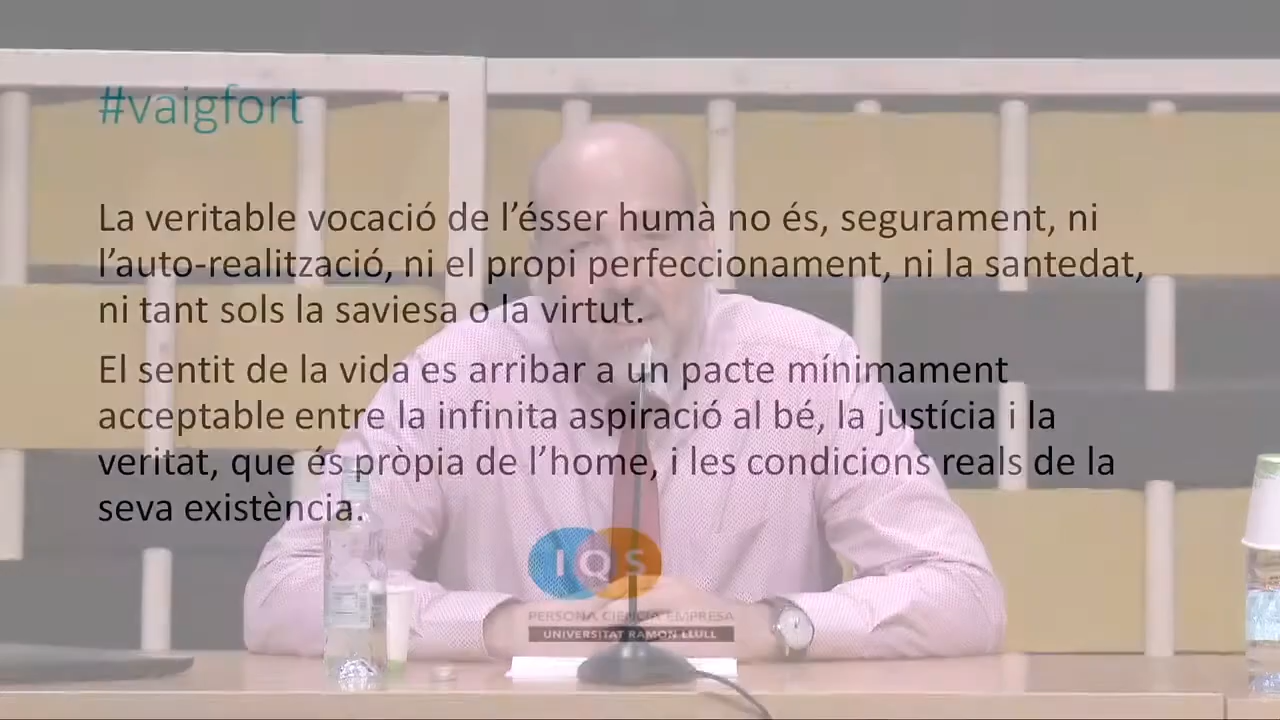 #vaigfort
La veritable vocació de l’ésser humà no és, segurament, ni
l’auto-realització, ni el propi perfeccionament, ni la santedat,
ni tant sols la saviesa o la virtut.
El sentit de la vida es arribar a un pacte mínimament
acceptable entre la infinita aspiració al bé, la justícia i la
veritat, que és pròpia de l’home, i les condicions reals de la
seva existència.
IQS
PERSONA CIÈNCIA EMPRESA
UNIVERSITAT RAMON LLULL